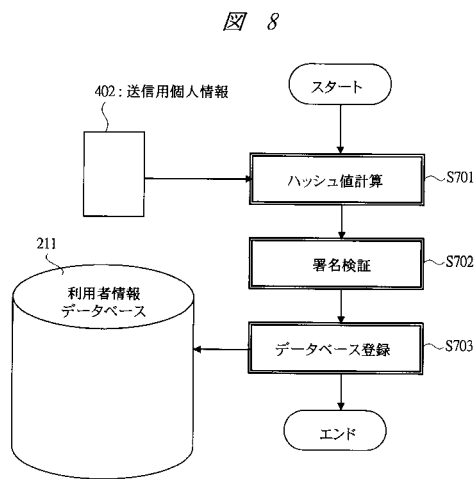 図 8
スタート
402：送信用個人情報
ハッシュ値計算
S701
211
利用者情報
データベース
署名検証
S702
データベース登録
S703
エンド